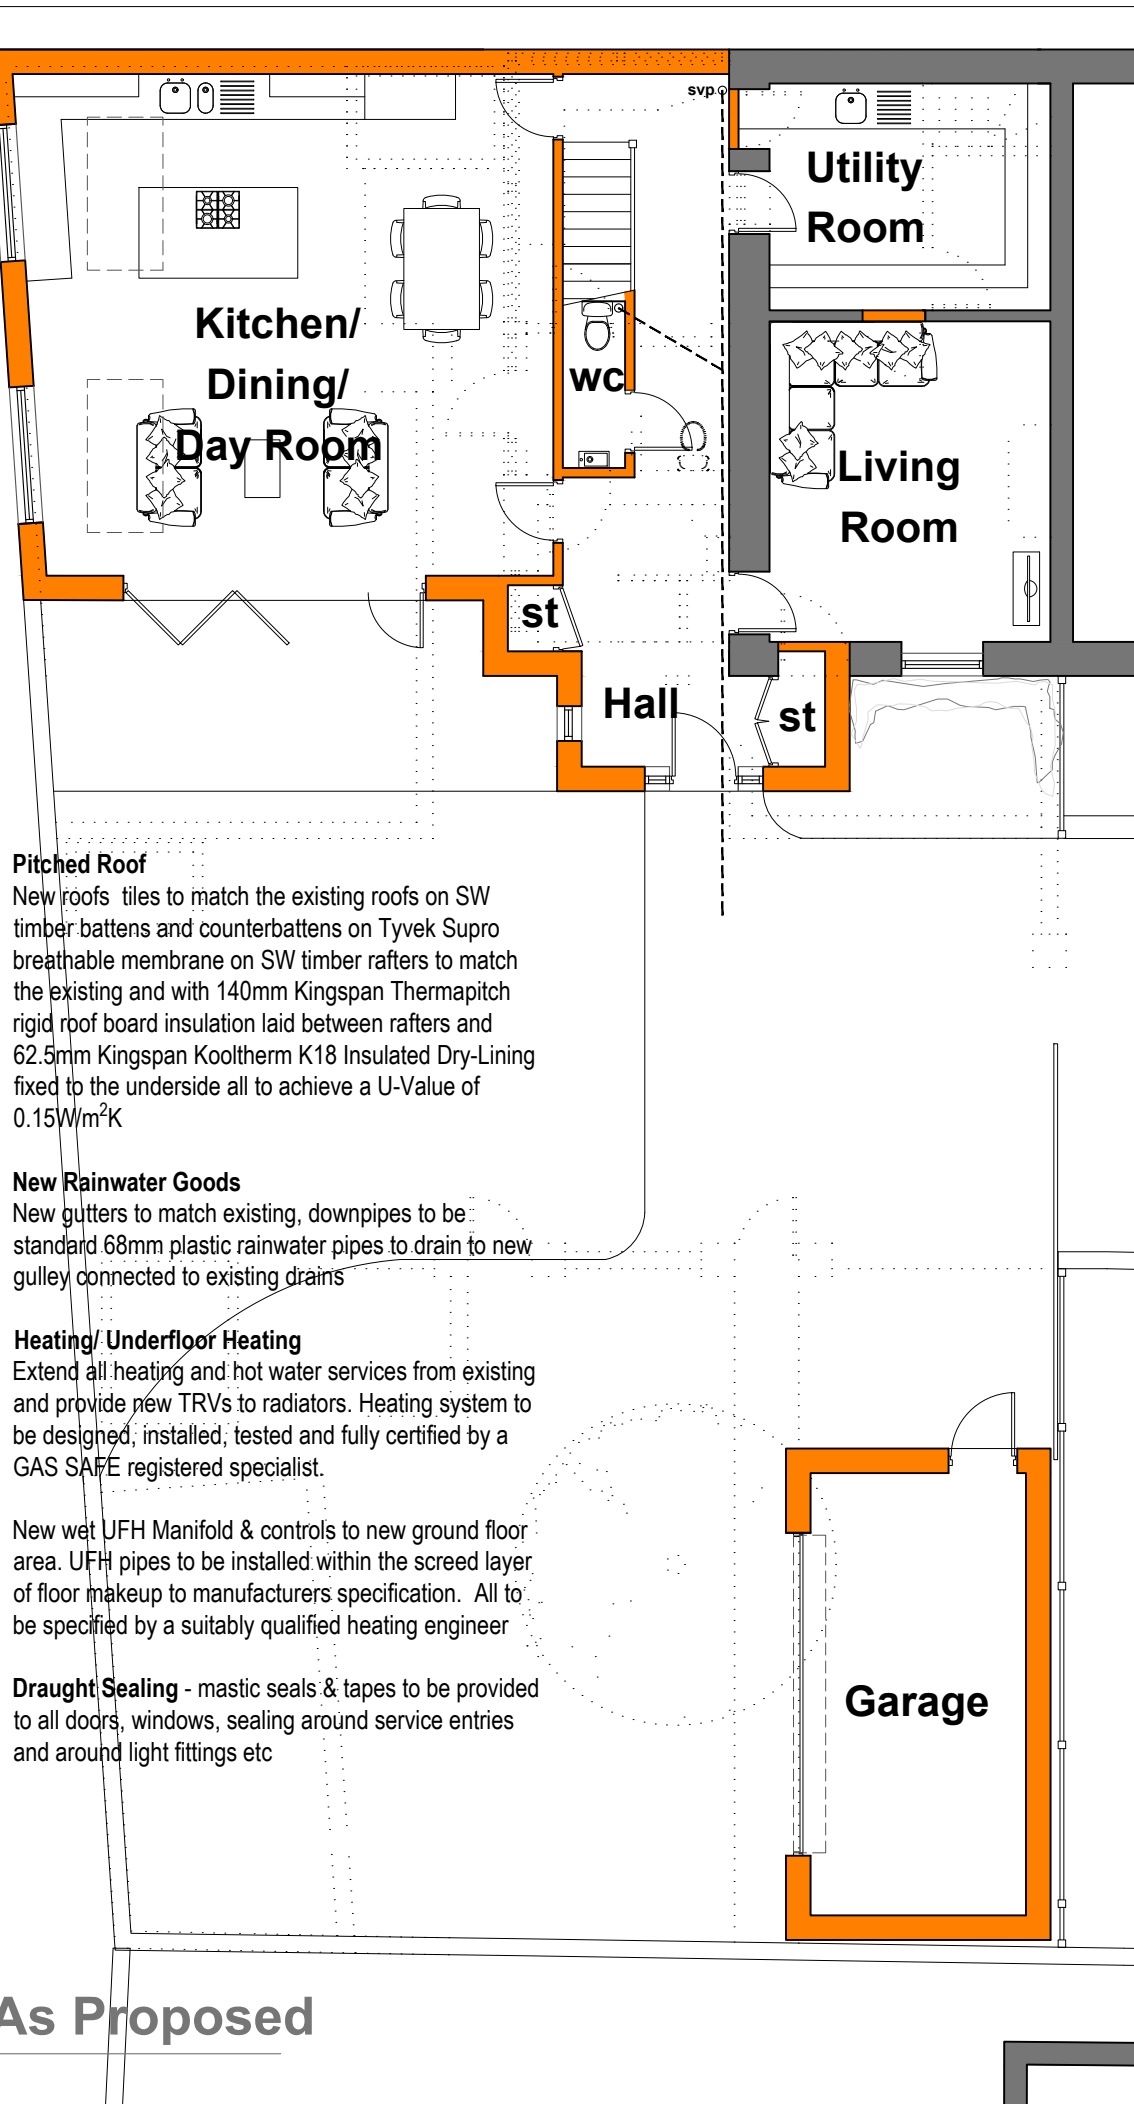 svp
Utility
Room
Kitchen/
Dining/
Day Room
wc
Living
Room
st
Hall
st
Pitched Roof
New roofs  tiles to match the existing roofs on SW
timber battens and counterbattens on Tyvek Supro
breathable membrane on SW timber rafters to match
the existing and with 140mm Kingspan Thermapitch
rigid roof board insulation laid between rafters and
62.5mm Kingspan Kooltherm K18 Insulated Dry-Lining
fixed to the underside all to achieve a U-Value of
0.15W/m²K
New Rainwater Goods
New gutters to match existing, downpipes to be
standard 68mm plastic rainwater pipes to drain to new
gulley connected to existing drains
Heating/ Underfloor Heating
Extend all heating and hot water services from existing
and provide new TRVs to radiators. Heating system to
be designed, installed, tested and fully certified by a
GAS SAFE registered specialist.
New wet UFH Manifold & controls to new ground floor
area. UFH pipes to be installed within the screed layer
of floor makeup to manufacturers specification.  All to
be specified by a suitably qualified heating engineer
Draught Sealing - mastic seals & tapes to be provided
to all doors, windows, sealing around service entries
and around light fittings etc
Garage
As Proposed